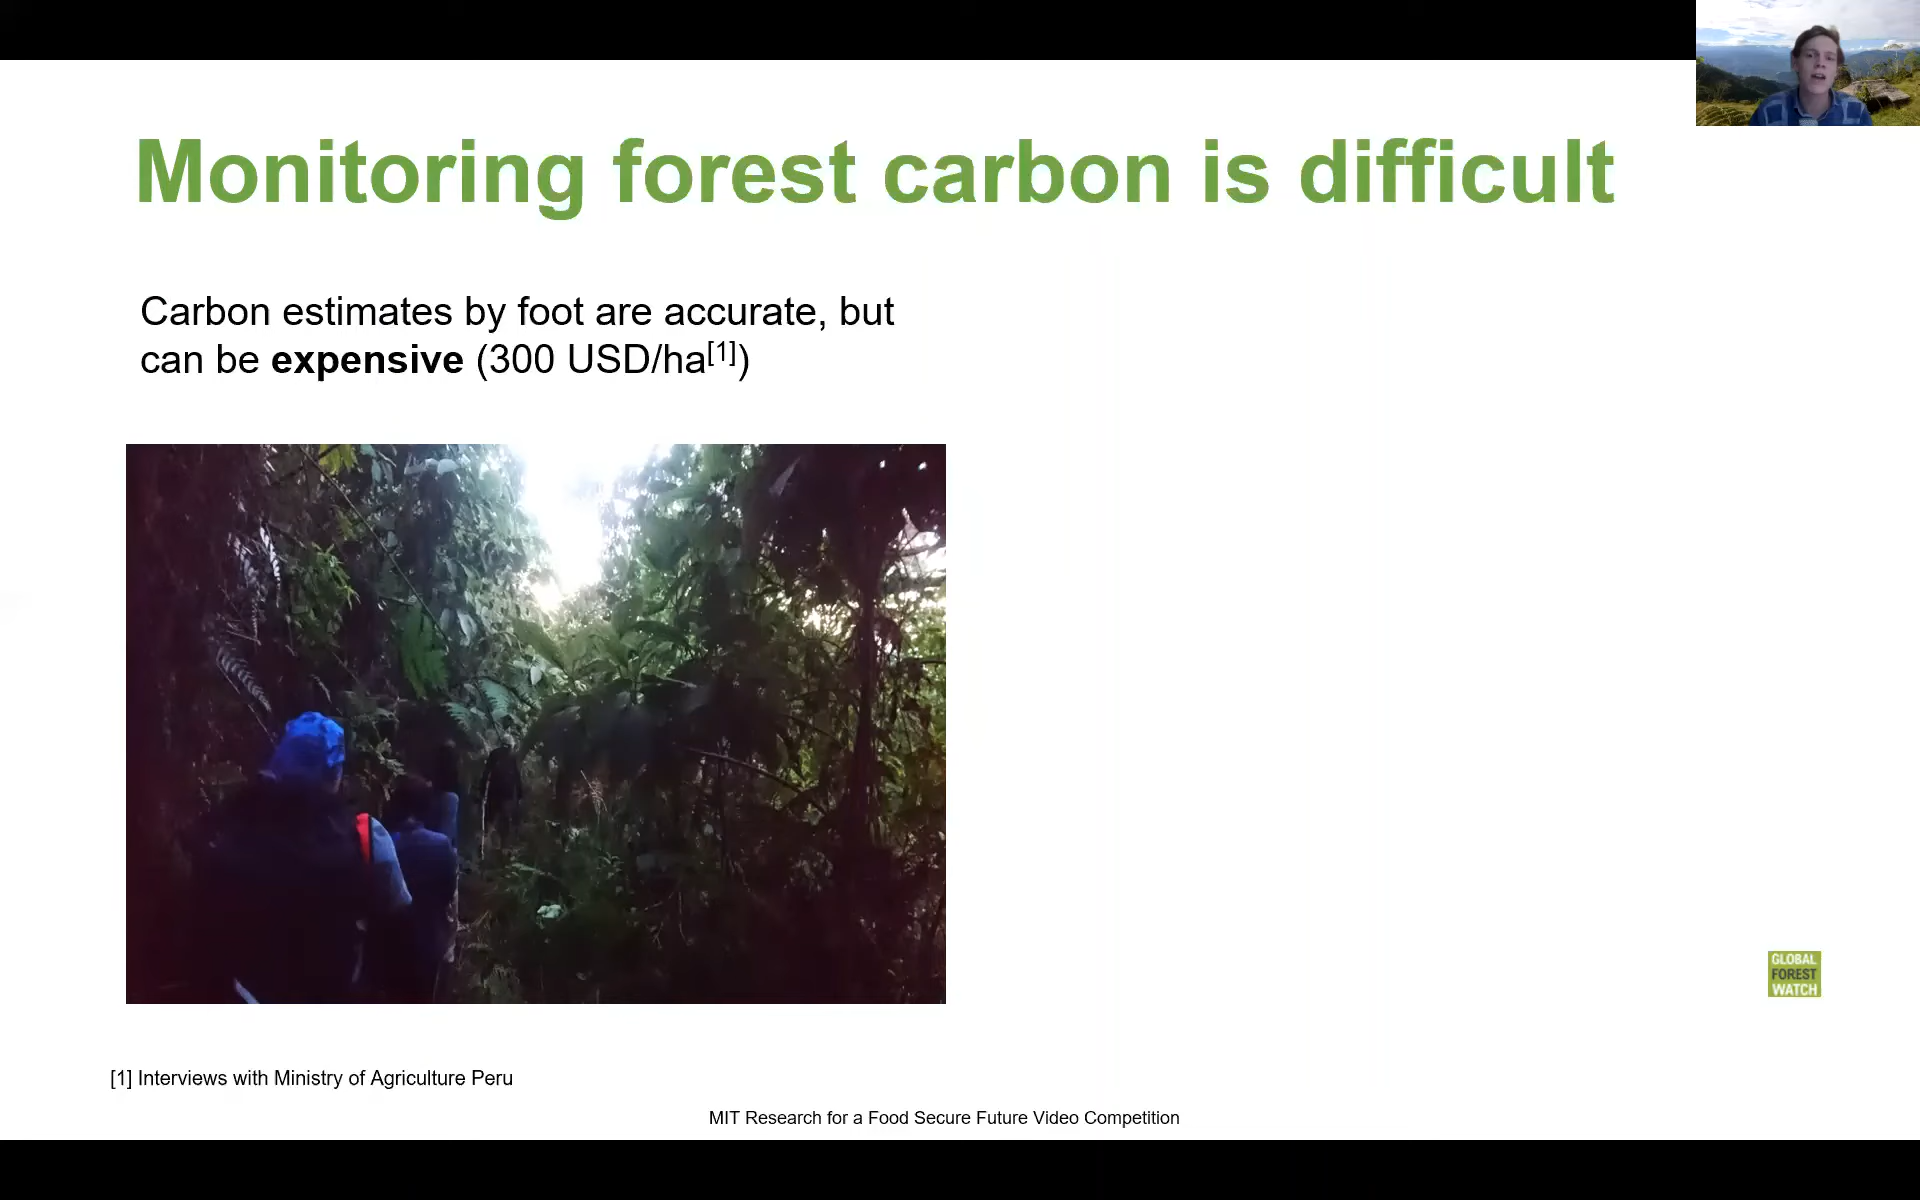 Monitoring forest carbon is difficult
Carbon estimates by foot are accurate, but
can be expensive (300 USD/ha[1])
GLOBAL
FOREST
WATCH
[1] Interviews with Ministry of Agriculture Peru
MIT Research for a Food Secure Future Video Competition